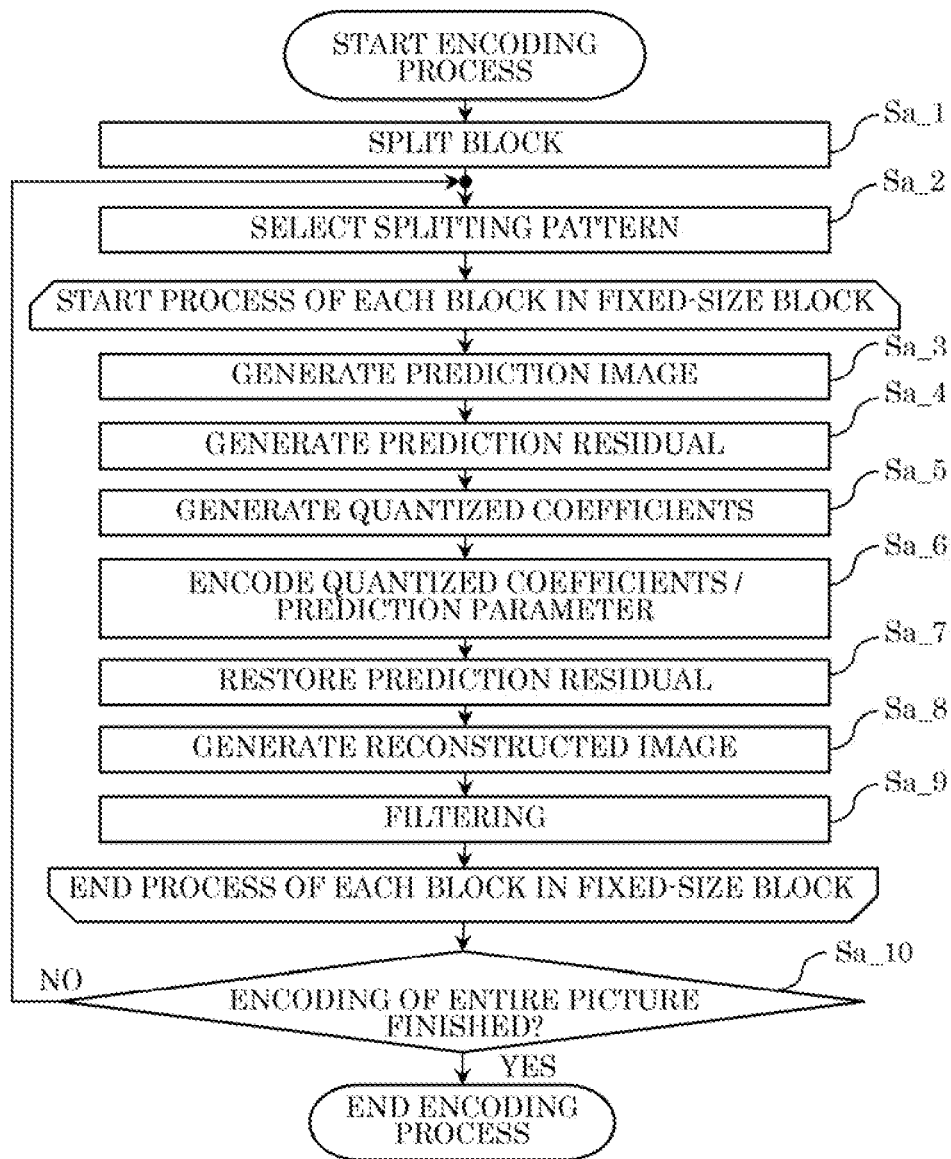 START ENCODING
PROCESS
Sa_1
SPLIT BLOCK
Sa_2
SELECT SPLITTING PATTERN
START PROCESS OF EACH BLOCK IN FIXED-SIZE BLOCK
Sa_3
GENERATE PREDICTION IMAGE
Sa_4
GENERATE PREDICTION RESIDUAL
Sa_5
GENERATE QUANTIZED COEFFICIENTS
Sa_6
ENCODE QUANTIZED COEFFICIENTS /
PREDICTION PARAMETER
Sa_7
RESTORE PREDICTION RESIDUAL
Sa_8
GENERATE RECONSTRUCTED IMAGE
Sa_9
FILTERING
END PROCESS OF EACH BLOCK IN FIXED-SIZE BLOCK
Sa_10
NO
ENCODING OF ENTIRE PICTURE
FINISHED?
YES
END ENCODING
PROCESS